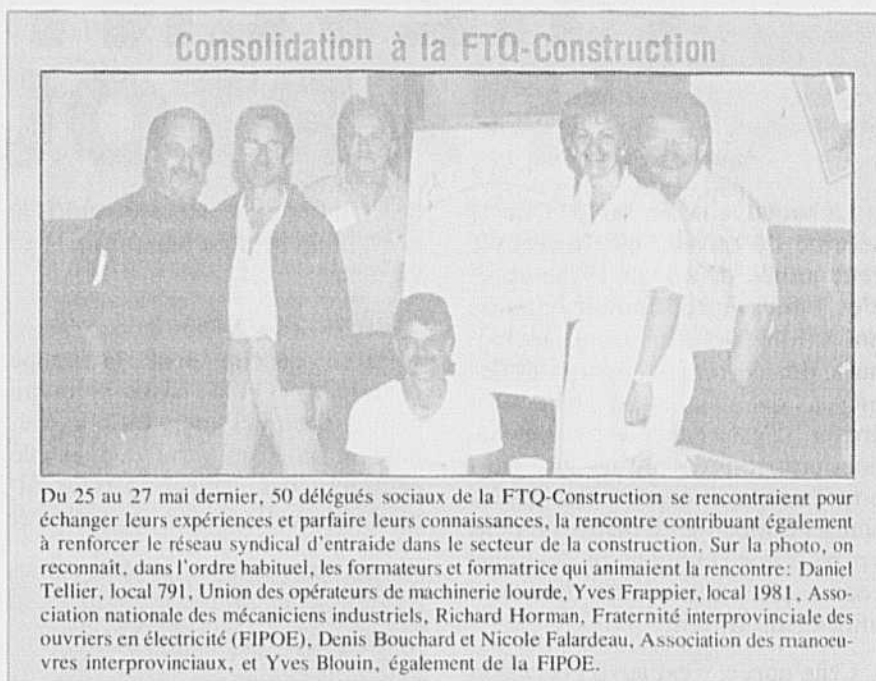 Consolidation à la FTQ-Construction
Du 25 au 27 mai dernier, 50 délégués sociaux de la FTQ-Construction se rencontraient pour
échanger leurs expériences et parfaire leurs connaissances, la rencontre contribuant également
à renforcer le réseau syndical d'entraide dans le secteur de la construction. Sur la photo, on
reconnait, dans l'ordre habituel, les formateurs et formatrice qui animaient la rencontre: Daniel
Tellier, local 791, Union des opérateurs de machinerie lourde, Yves Frappier, local 1981, Asso-
ciation nationale des mécaniciens industriels, Richard Horman, Fraternité interprovinciale des
ouvriers en électricité (FIPOE), Denis Bouchard et Nicole Falardeau, Association des manoeu-
vres interprovinciaux, et Yves Blouin, également de la FIPOE.